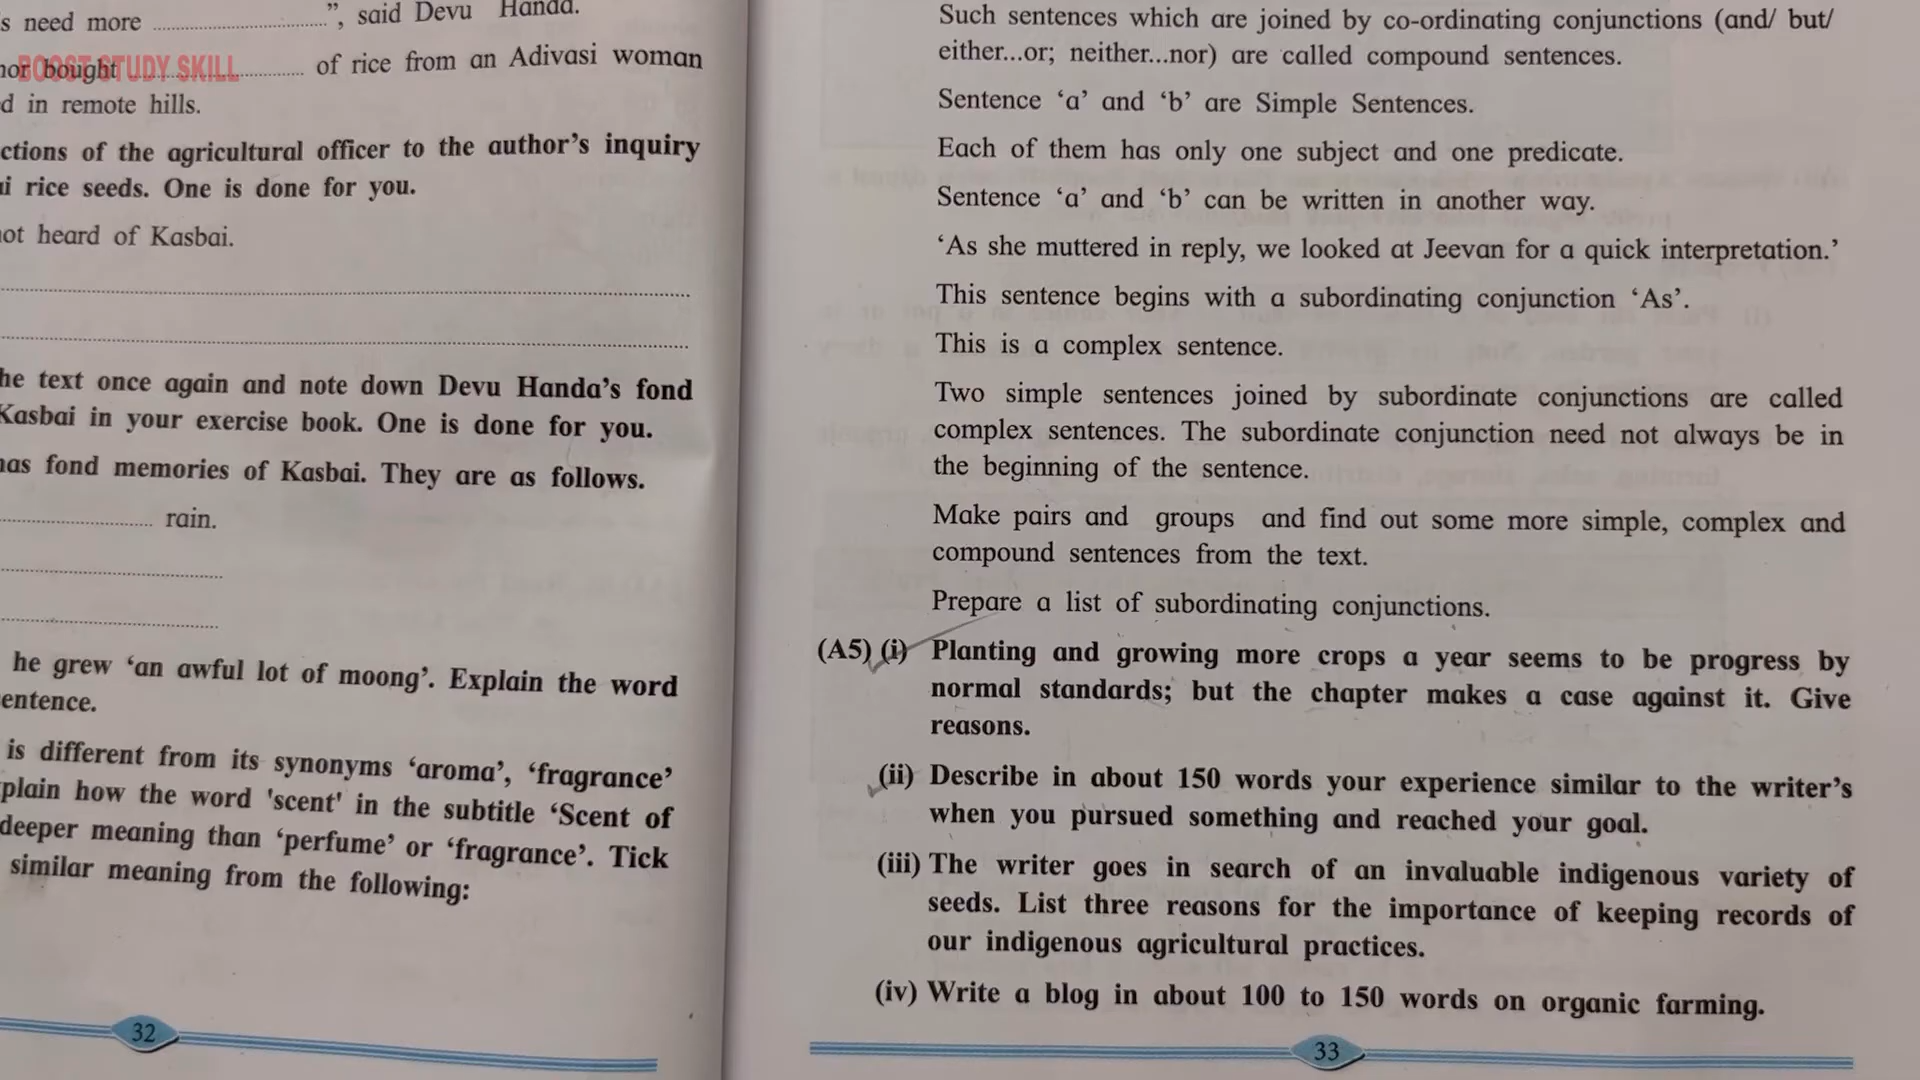 s need more ....................", said Devu Handa.
BOOST STUDY SKILL
nor bought .................... of rice from an Adivasi woman
d in remote hills.
ctions of the agricultural officer to the author's inquiry
ai rice seeds. One is done for you.
not heard of Kasbai.
he text once again and note down Devu Handa's fond
Kasbai in your exercise book. One is done for you.
has fond memories of Kasbai. They are as follows.
.................... rain.
he grew 'an awful lot of moong'. Explain the word
entence.
is different from its synonyms 'aroma', 'fragrance'
plain how the word 'scent' in the subtitle 'Scent of
deeper meaning than 'perfume' or 'fragrance'. Tick
similar meaning from the following:
32
Such sentences which are joined by co-ordinating conjunctions (and/ but/
either...or; neither...nor) are called compound sentences.
Sentence 'a' and 'b' are Simple Sentences.
Each of them has only one subject and one predicate.
Sentence 'a' and 'b' can be written in another way.
'As she muttered in reply, we looked at Jeevan for a quick interpretation.'
This sentence begins with a subordinating conjunction 'As'.
This is a complex sentence.
Two simple sentences joined by subordinate conjunctions are called
complex sentences. The subordinate conjunction need not always be in
the beginning of the sentence.
Make pairs and groups and find out some more simple, complex and
compound sentences from the text.
Prepare a list of subordinating conjunctions.
(A5) (i) Planting and growing more crops a year seems to be progress by
normal standards; but the chapter makes a case against it. Give
reasons.
(ii) Describe in about 150 words your experience similar to the writer's
when you pursued something and reached your goal.
(iii) The writer goes in search of an invaluable indigenous variety of
seeds. List three reasons for the importance of keeping records of
our indigenous agricultural practices.
(iv) Write a blog in about 100 to 150 words on organic farming.
33